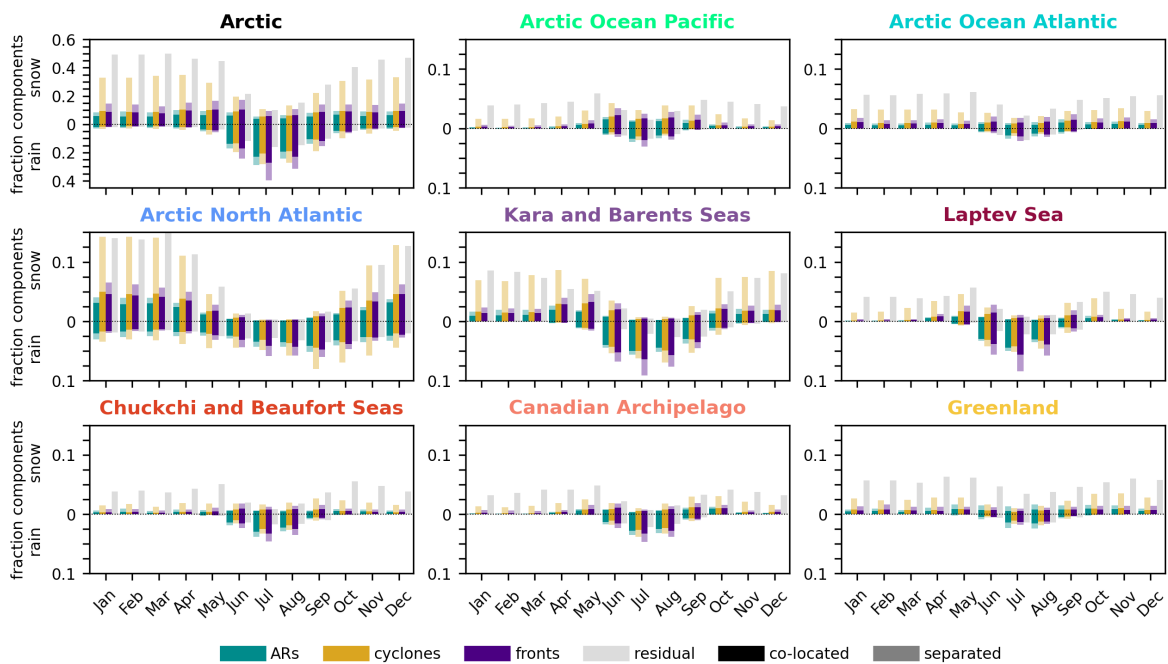 Arctic
Arctic Ocean Pacific
Arctic Ocean Atlantic
fraction components
rain snow
0.6
0.4
0.2
0
0.2
0.4
0.1
0
0.1
0.1
0
0.1
Arctic North Atlantic
Kara and Barents Seas
Laptev Sea
fraction components
rain snow
0.1
0
0.1
0.1
0
0.1
0.1
0
0.1
Chuckchi and Beaufort Seas
Canadian Archipelago
Greenland
fraction components
rain snow
0.1
0
0.1
0.1
0
0.1
0.1
0
0.1
Jan Feb Mar Apr May Jun Jul Aug Sep Oct Nov Dec
Jan Feb Mar Apr May Jun Jul Aug Sep Oct Nov Dec
Jan Feb Mar Apr May Jun Jul Aug Sep Oct Nov Dec
ARs cyclones fronts residual co-located separated